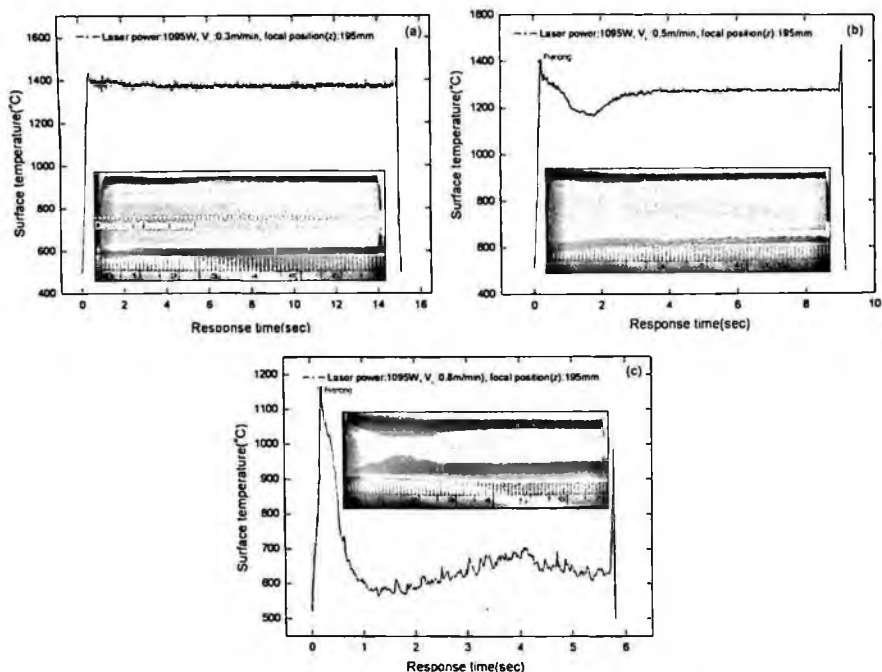 (a)
Laser power:1095W, V :0.3m/min, focal position(z):195mm
Surface temperature(°C)
1600
1400
1200
1000
800
600
400
0 2 4 6 8 10 12 14 16
Response time(sec)
(b)
Laser power:1095W, V :0.5m/min, focal position(z):195mm
Piercing
Surface temperature(°C)
1600
1400
1200
1000
800
600
400
0 2 4 6 8 10
Response time(sec)
(c)
Laser power:1095W, V :0.8m/min), focal position(z):195mm
Piercing
Surface temperature(°C)
1200
1100
1000
900
800
700
600
500
0 1 2 3 4 5 6
Response time(sec)